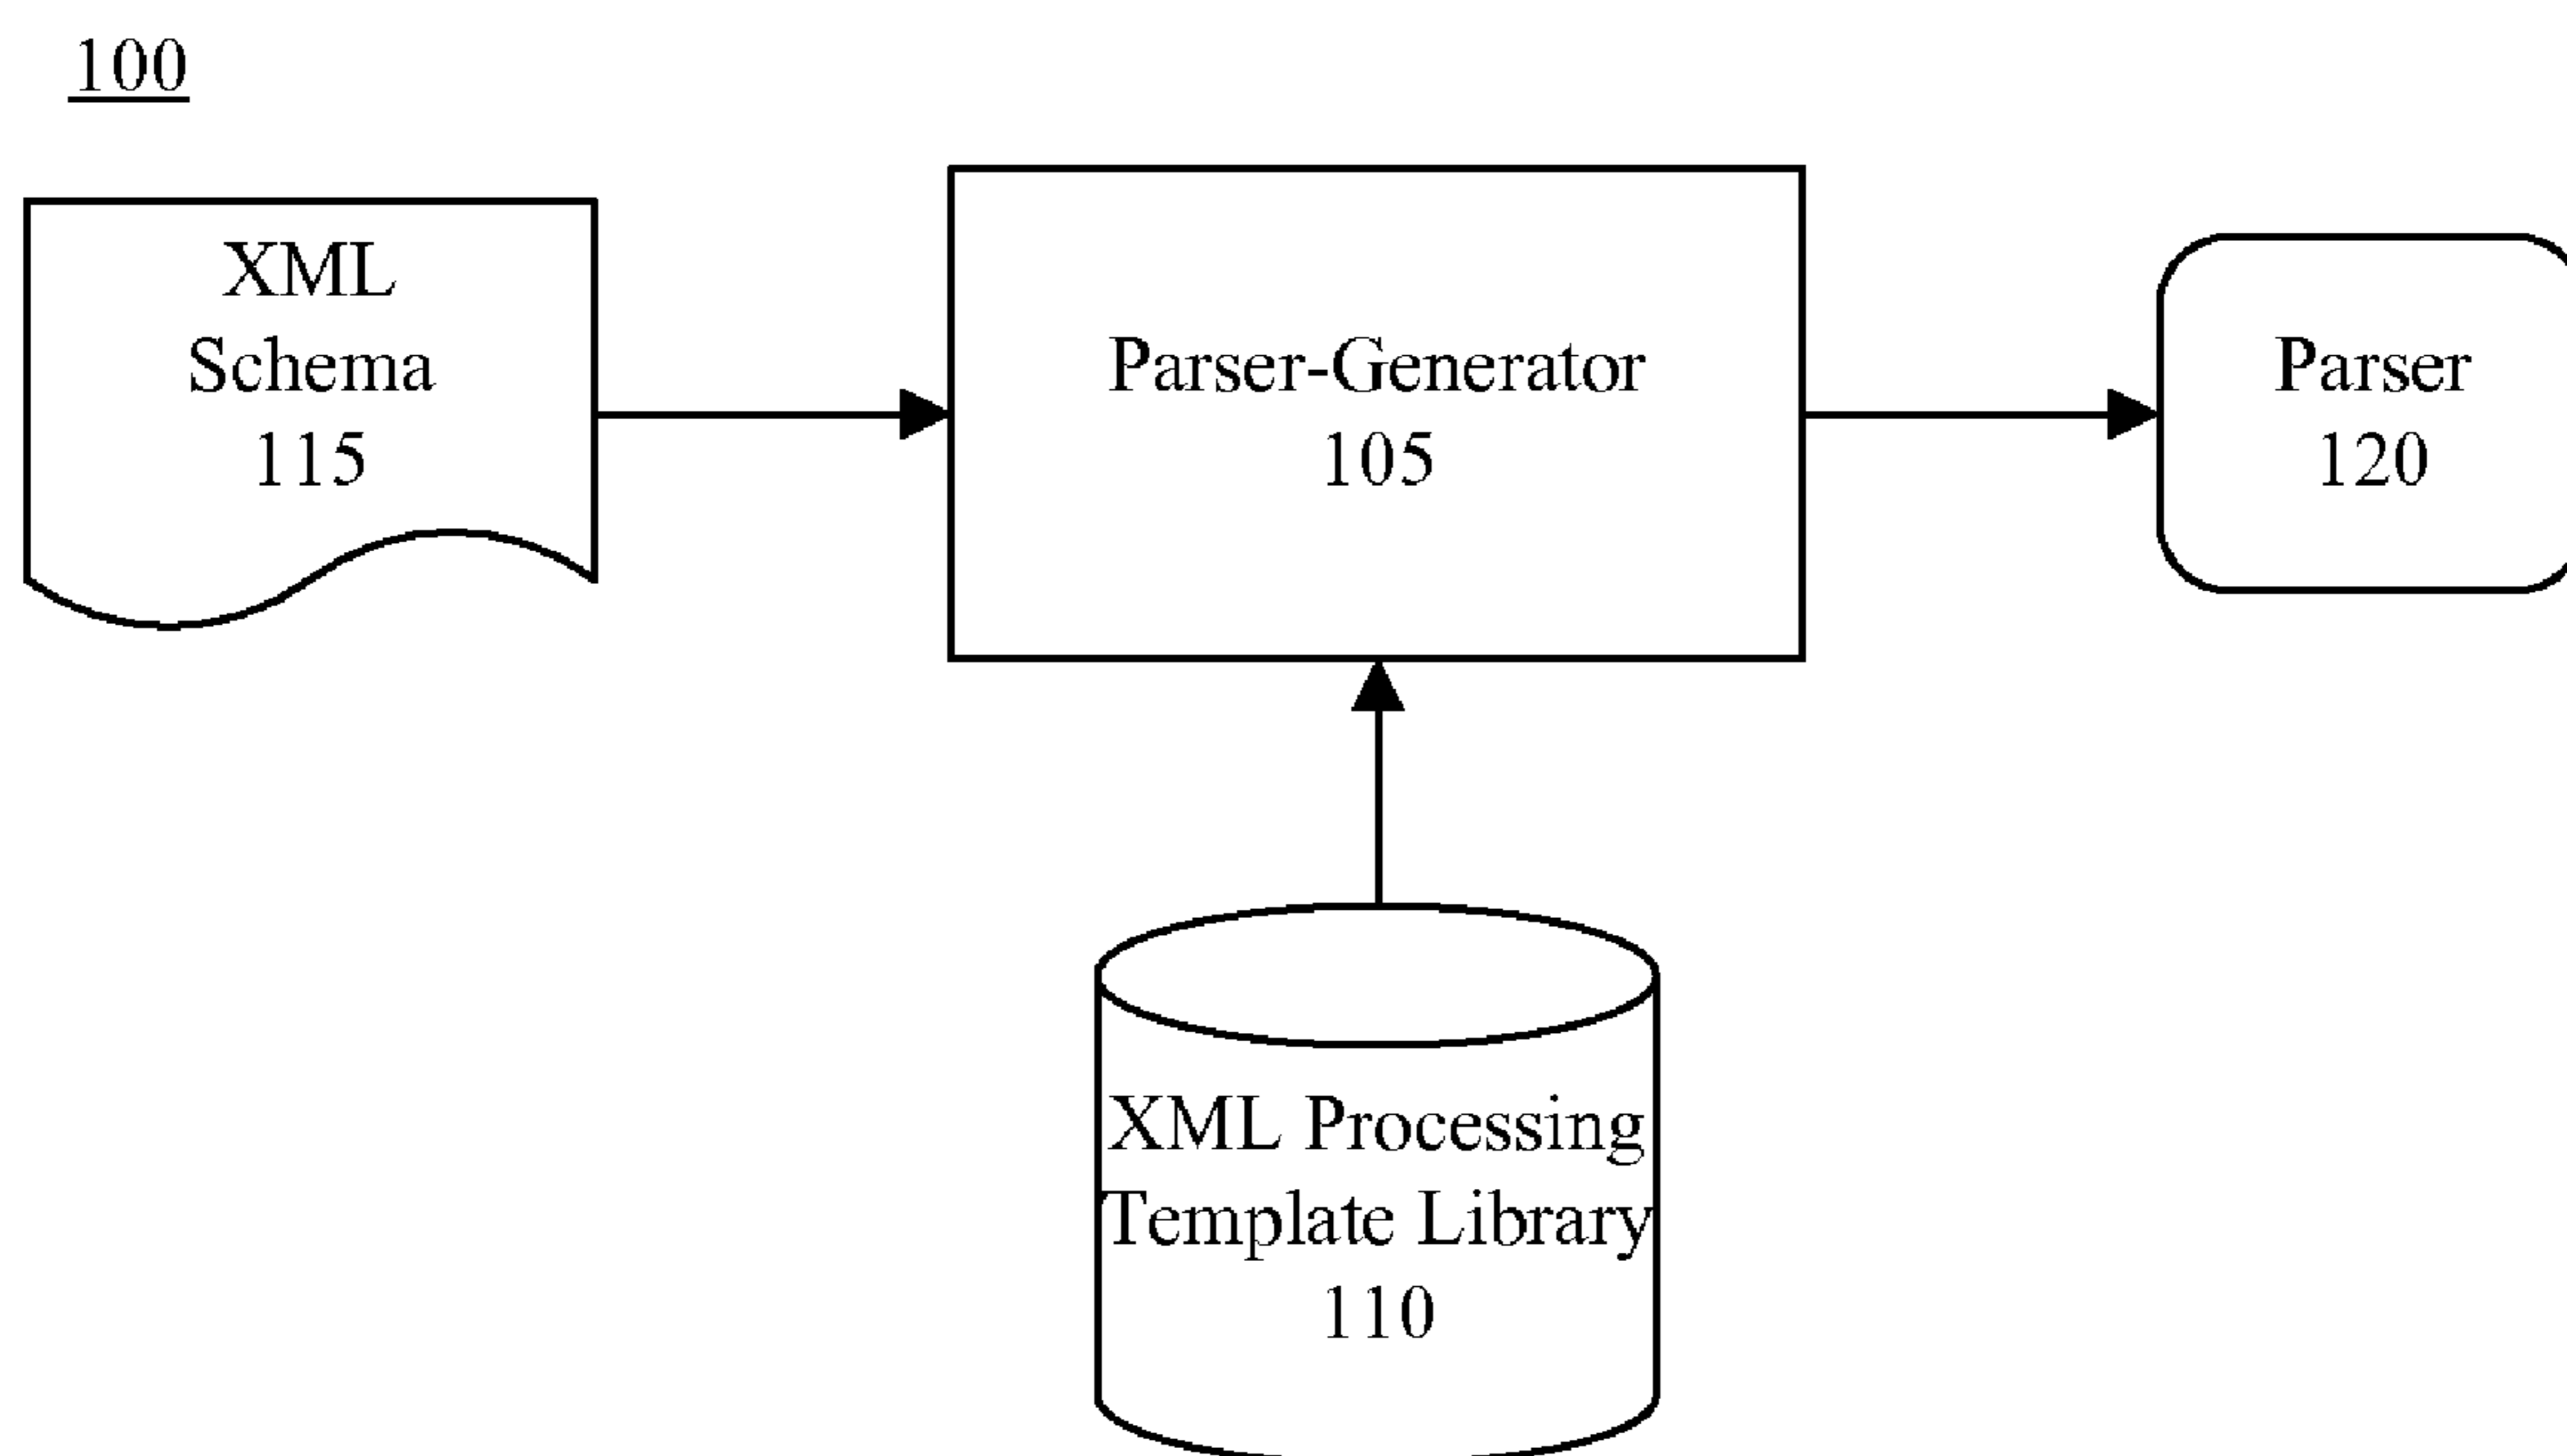 100
XML
Schema
115
Parser-Generator
105
Parser
120
XML Processing
Template Library
110